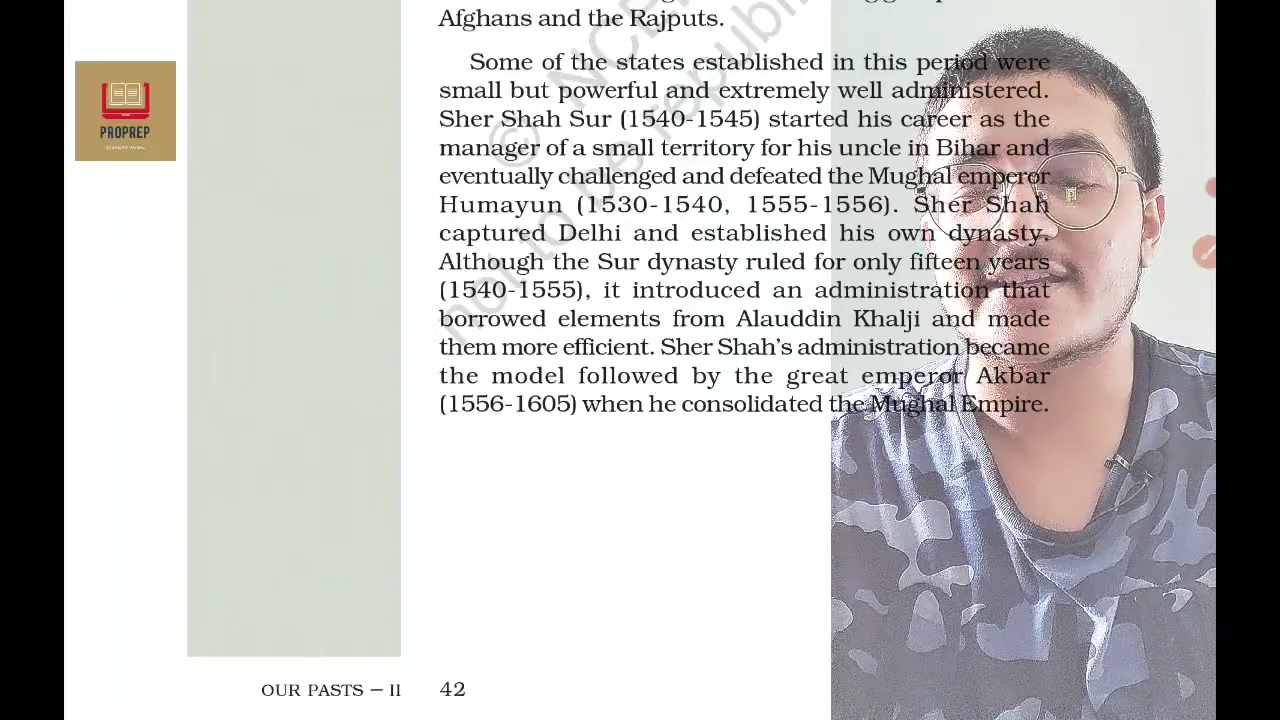 Afghans and the Rajputs.
Some of the states established in this period were
small but powerful and extremely well administered.
Sher Shah Sur (1540-1545) started his career as the
manager of a small territory for his uncle in Bihar and
eventually challenged and defeated the Mughal emperor
Humayun (1530-1540, 1555-1556). Sher Shah
captured Delhi and established his own dynasty.
Although the Sur dynasty ruled for only fifteen years
(1540-1555), it introduced an administration that
borrowed elements from Alauddin Khalji and made
them more efficient. Sher Shah's administration became
the model followed by the great emperor Akbar
(1556-1605) when he consolidated the Mughal Empire.
PROPREP
OUR PASTS – II 42
© NCE
not to be republi